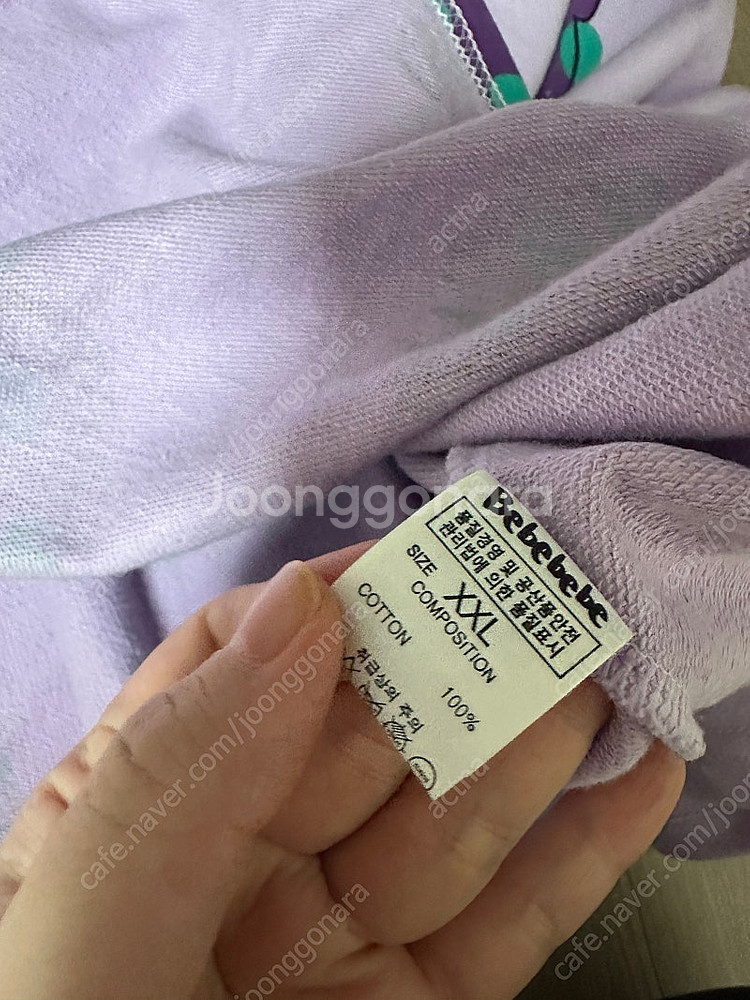 Bebebebe
품질경영 및 공산품안전
관리법에 의한 품질표시
SIZE XXL
COMPOSITION
COTTON 100%
취급상의 주의
Joonggonara
cafe.naver.com/joonggonara
actina